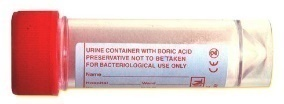 URINE CONTAINER WITH BORIC ACID
PRESERVATIVE NOT TO BE TAKEN
FOR BACTERIOLOGICAL USE ONLY
Name